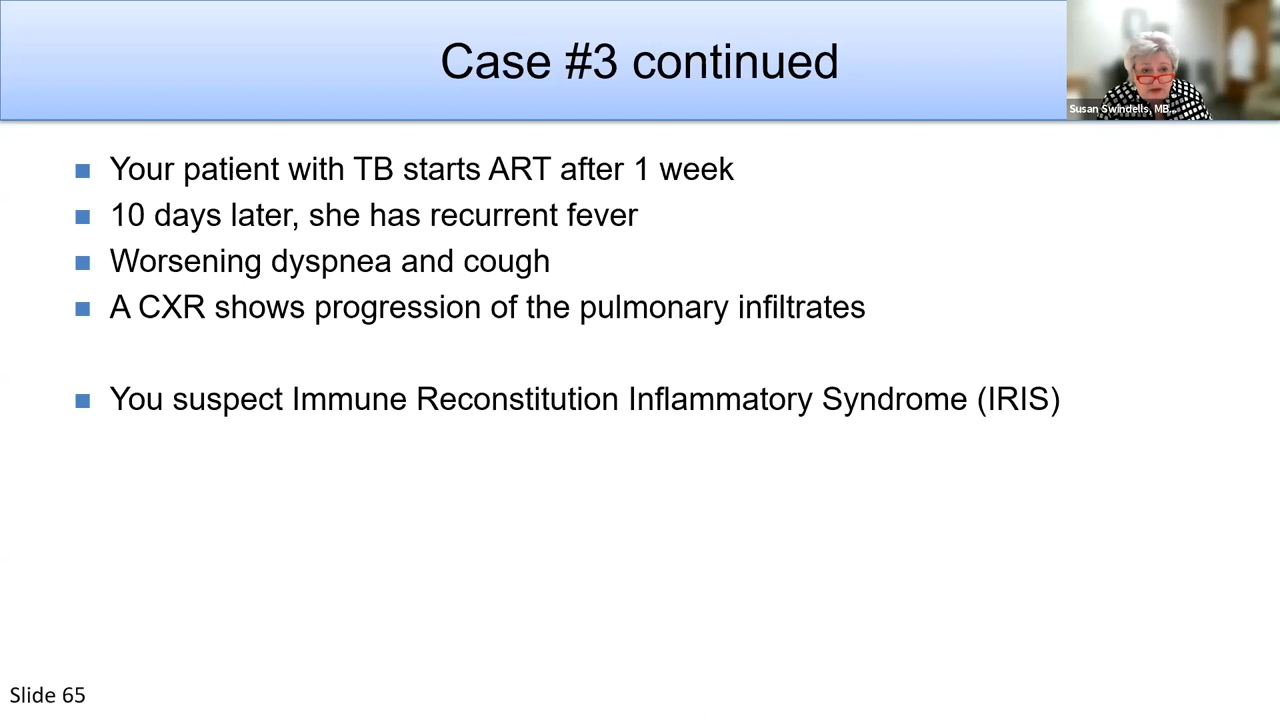 Case #3 continued
Susan Swindells, MB...
Your patient with TB starts ART after 1 week
10 days later, she has recurrent fever
Worsening dyspnea and cough
A CXR shows progression of the pulmonary infiltrates
You suspect Immune Reconstitution Inflammatory Syndrome (IRIS)
Slide 65